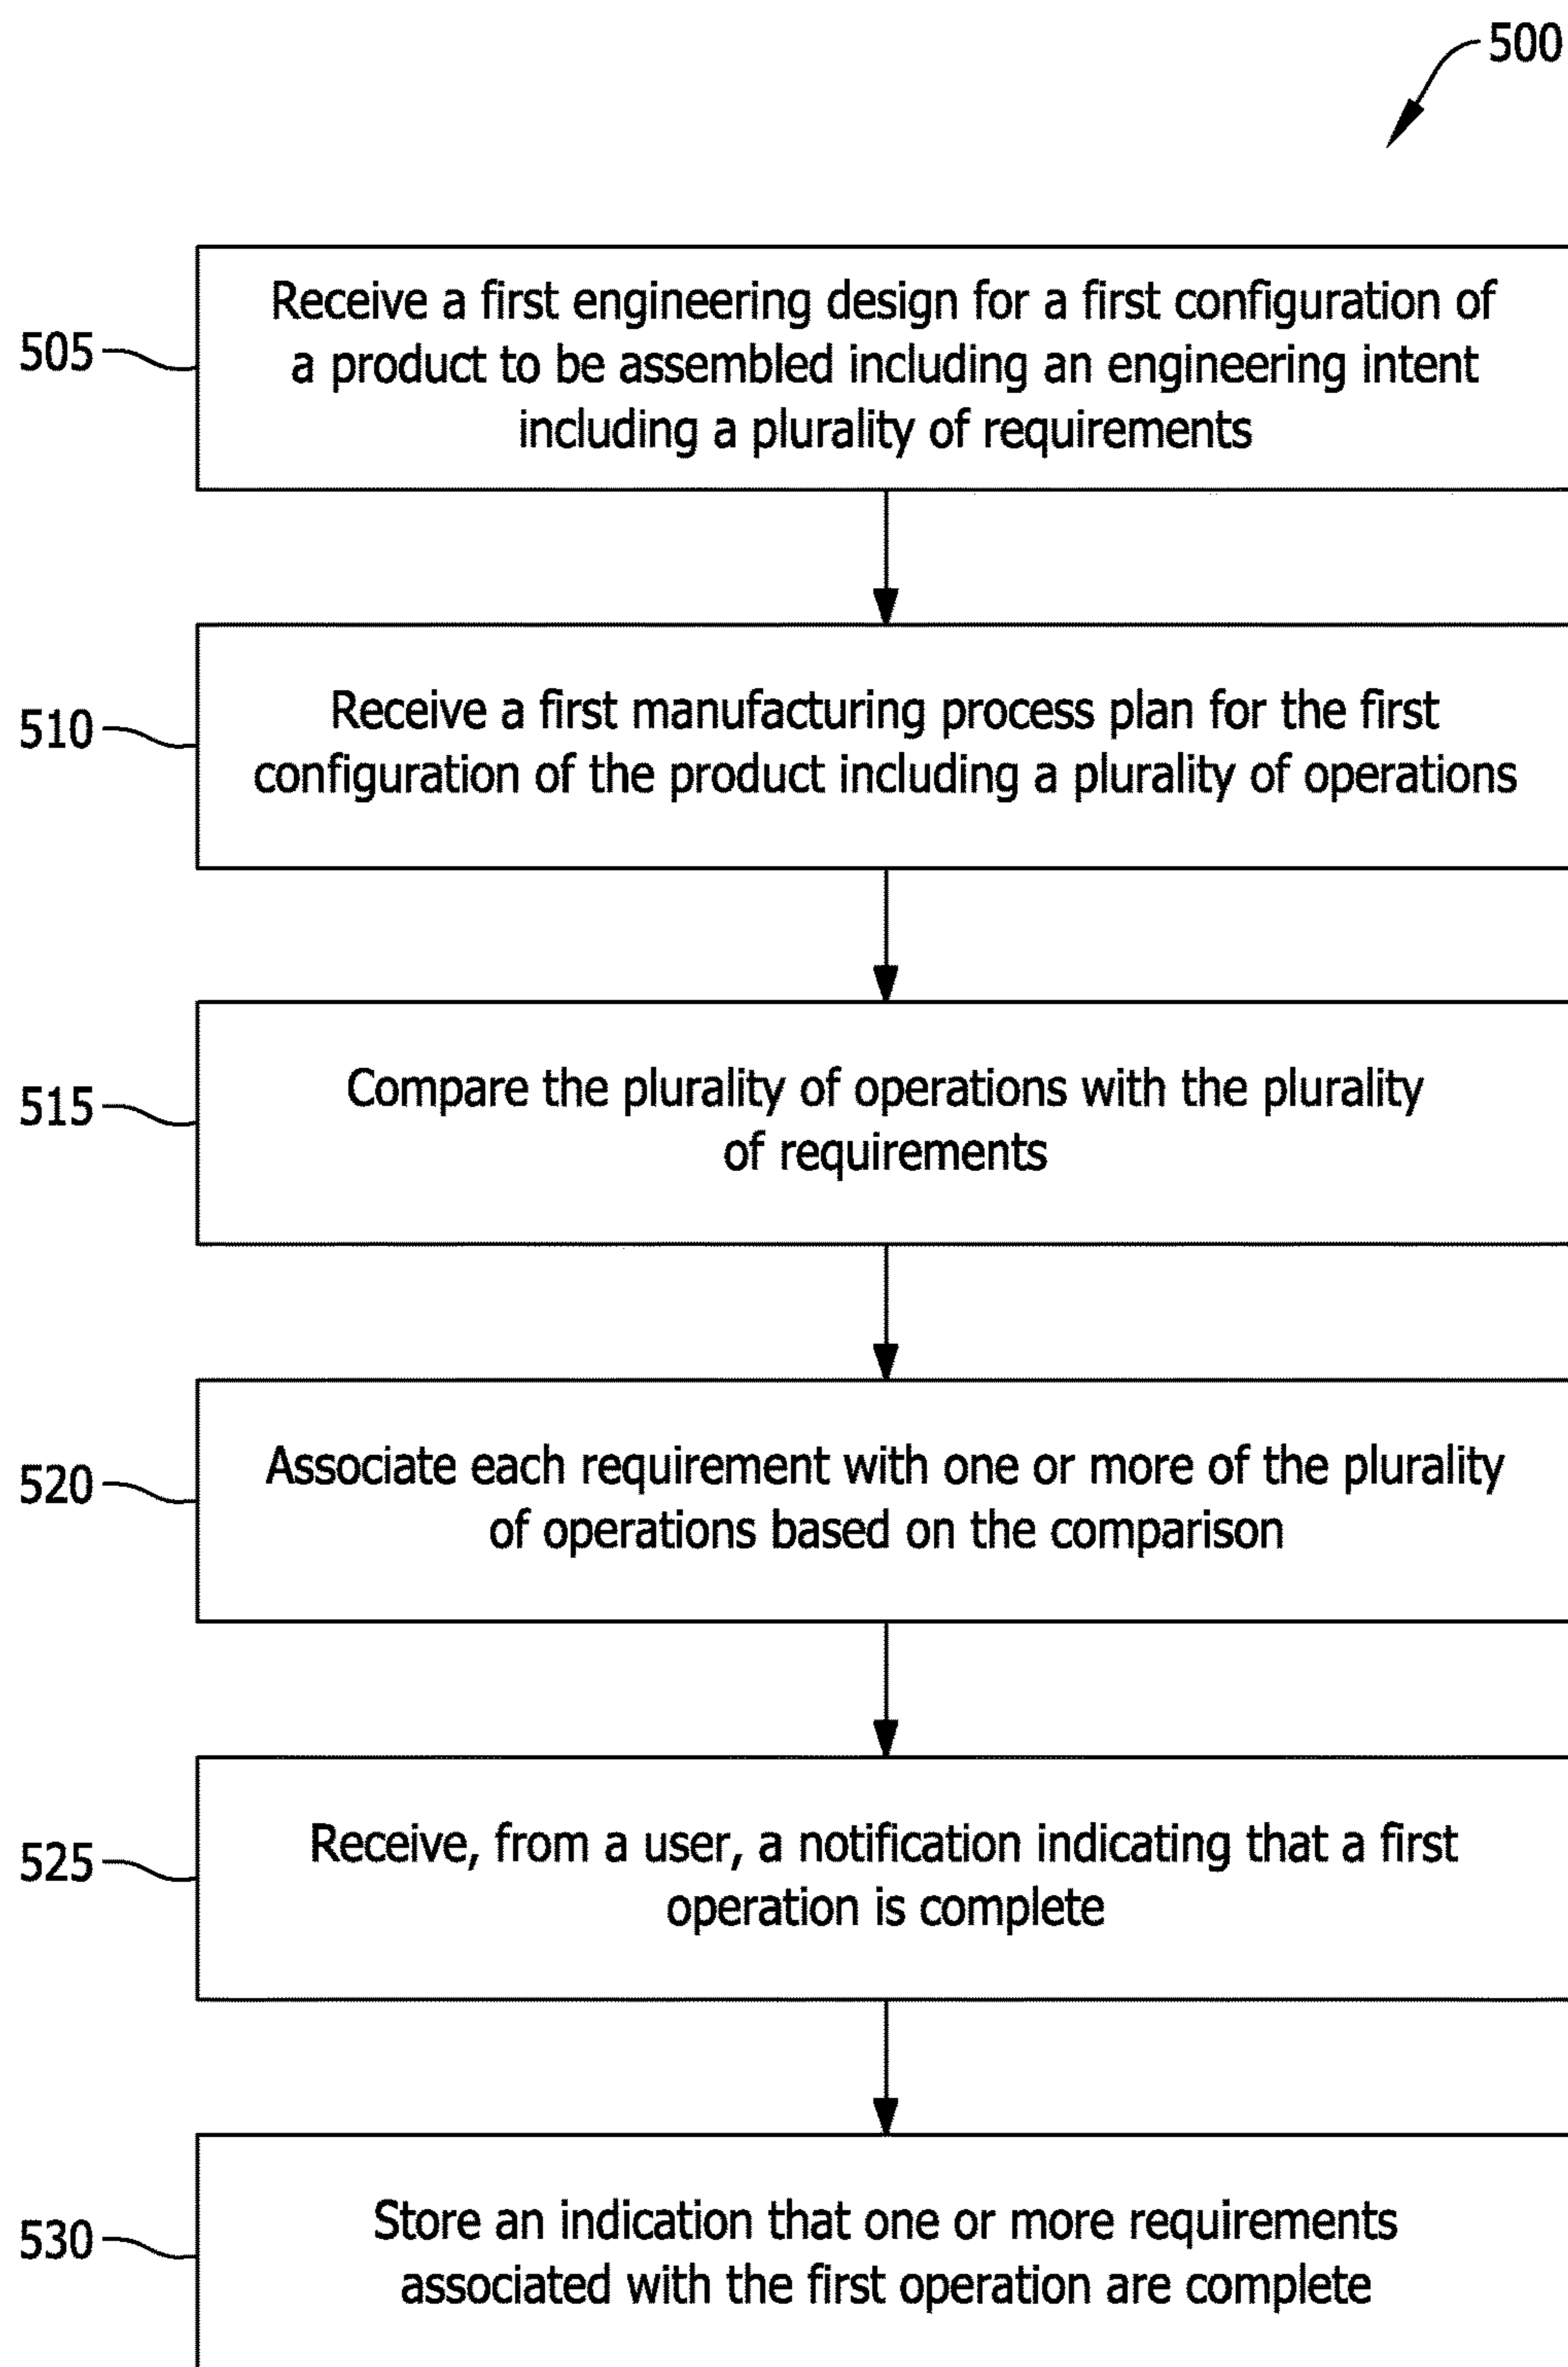 500
505
Receive a first engineering design for a first configuration of
a product to be assembled including an engineering intent
including a plurality of requirements
510
Receive a first manufacturing process plan for the first
configuration of the product including a plurality of operations
515
Compare the plurality of operations with the plurality
of requirements
520
Associate each requirement with one or more of the plurality
of operations based on the comparison
525
Receive, from a user, a notification indicating that a first
operation is complete
530
Store an indication that one or more requirements
associated with the first operation are complete